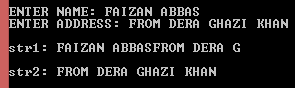 ENTER NAME: FAIZAN ABBAS
ENTER ADDRESS: FROM DERA GHAZI KHAN
str1: FAIZAN ABBASFROM DERA G
str2: FROM DERA GHAZI KHAN